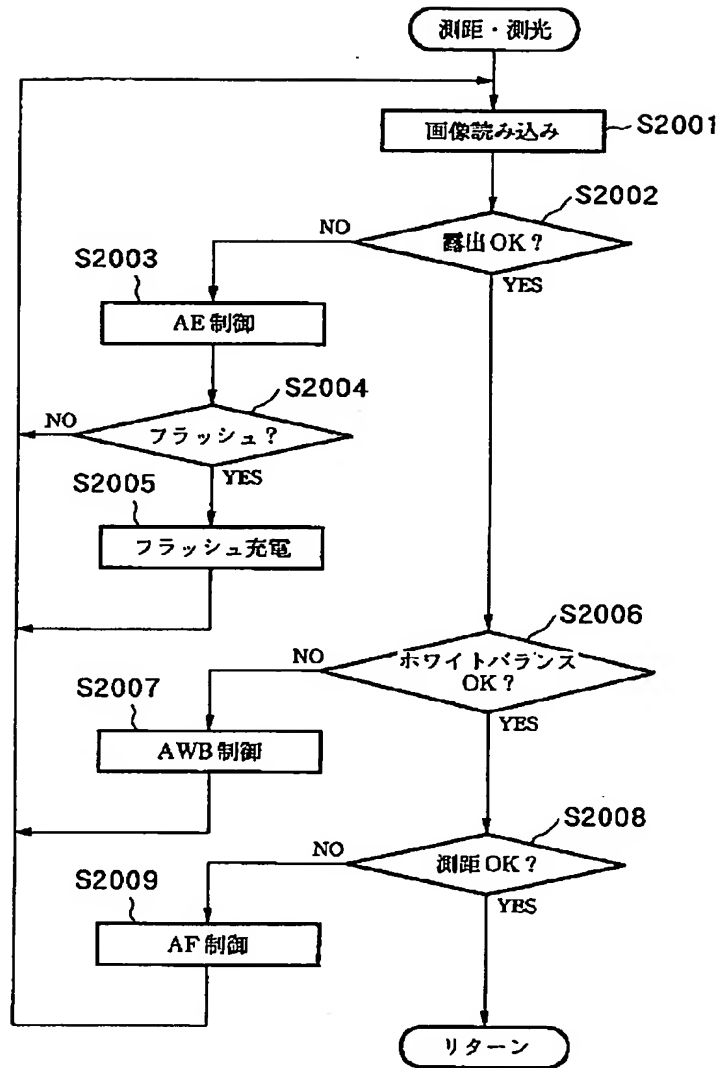 測距・測光
画像読み込み
S2001
S2002
露出OK?
NO
YES
S2003
AE制御
S2004
フラッシュ?
NO
YES
S2005
フラッシュ充電
S2006
ホワイトバランス
OK?
NO
YES
S2007
AWB制御
S2008
測距OK?
NO
YES
S2009
AF制御
リターン